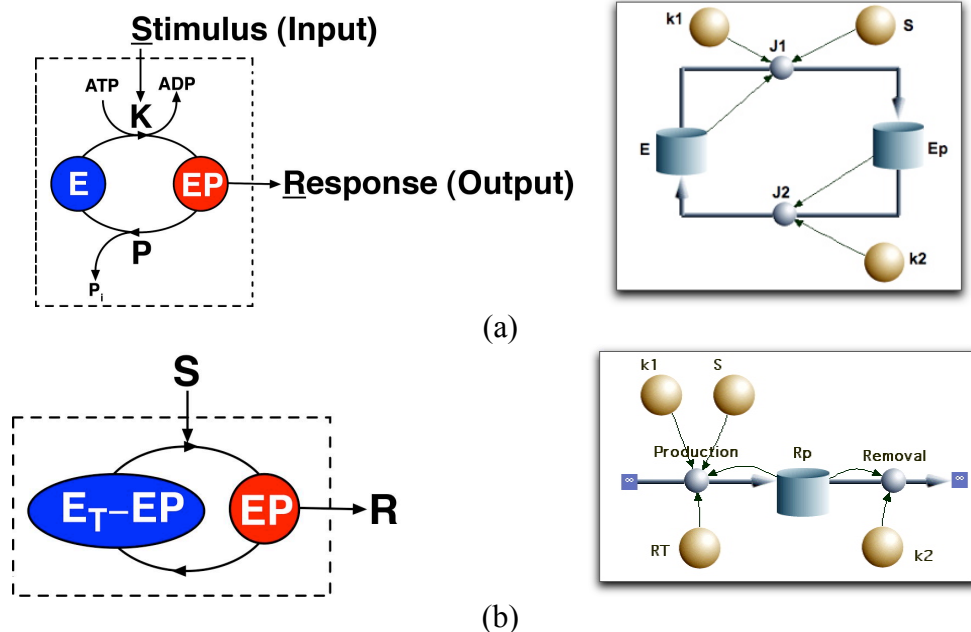 Stimulus (Input)
ATP
ADP
K
E
EP
Response (Output)
P
Pi
k1
S
J1
E
Ep
J2
k2
(a)
S
ET–EP
EP
R
k1
S
Production
Rp
Removal
∞
∞
RT
k2
(b)